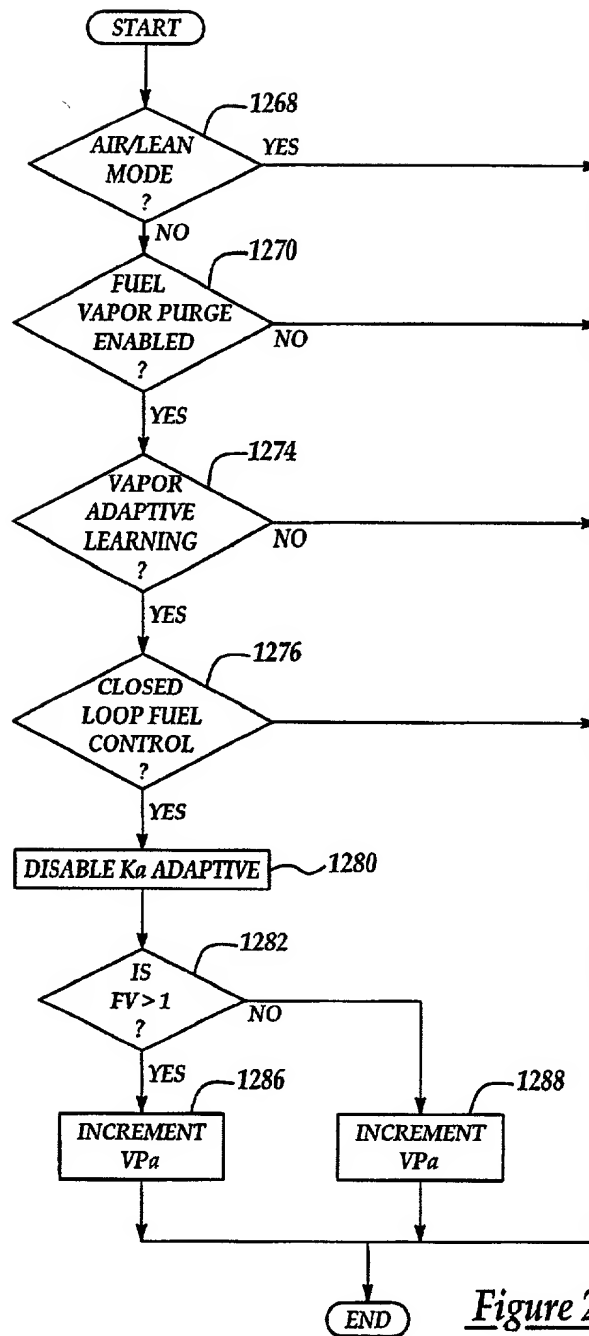 START
1268
AIR/LEAN
MODE
?
YES
NO
1270
FUEL
VAPOR PURGE
ENABLED
?
NO
YES
1274
VAPOR
ADAPTIVE
LEARNING
?
NO
YES
1276
CLOSED
LOOP FUEL
CONTROL
?
YES
DISABLE Ka ADAPTIVE
1280
1282
IS
FV > 1
?
NO
YES
1286
1288
INCREMENT
VPa
INCREMENT
VPa
END
Figure 2